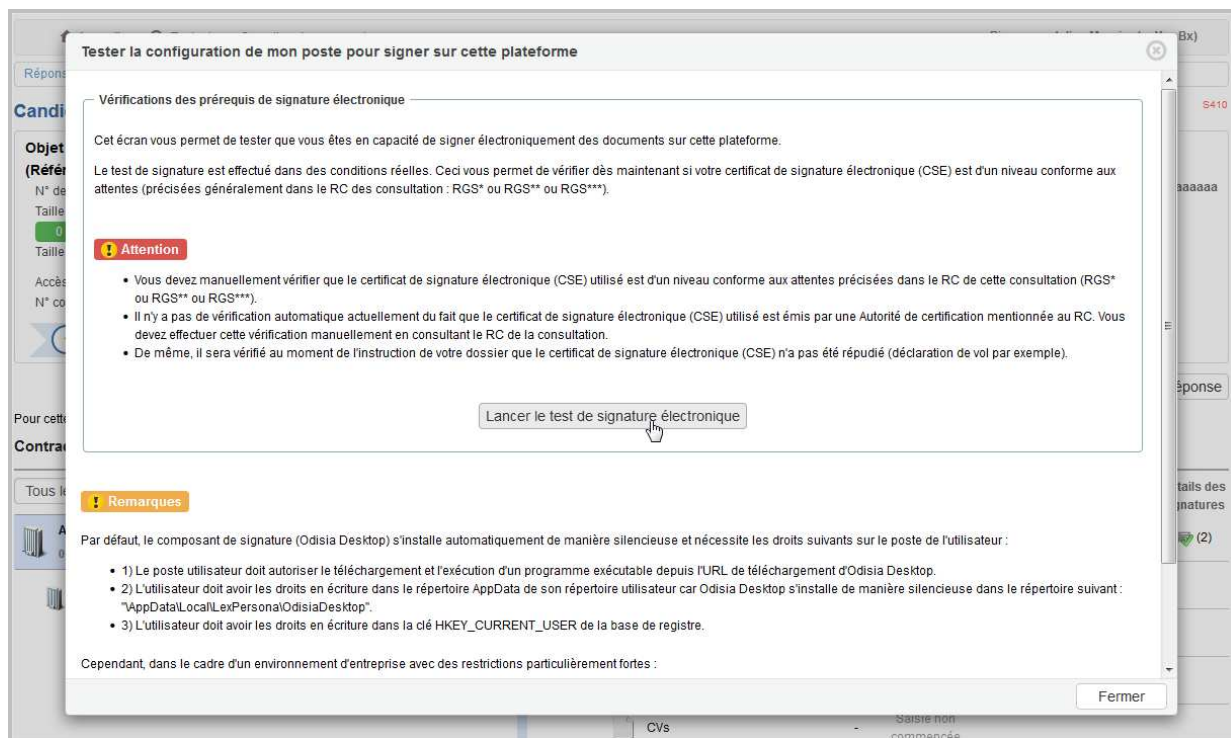 Bx)
Tester la configuration de mon poste pour signer sur cette plateforme
Répons
Candi
S410
Vérifications des prérequis de signature électronique
Cet écran vous permet de tester que vous êtes en capacité de signer électroniquement des documents sur cette plateforme.
Objet
(Référ
Le test de signature est effectué dans des conditions réelles. Ceci vous permet de vérifier dès maintenant si votre certificat de signature électronique (CSE) est d'un niveau conforme aux
attentes (précisées généralement dans le RC des consultation : RGS* ou RGS** ou RGS***).
N° de
aaaaaa
Taille
0
Taille
Attention
Accès
N° co
• Vous devez manuellement vérifier que le certificat de signature électronique (CSE) utilisé est d'un niveau conforme aux attentes précisées dans le RC de cette consultation (RGS*
ou RGS** ou RGS***).
• Il n'y a pas de vérification automatique actuellement du fait que le certificat de signature électronique (CSE) utilisé est émis par une Autorité de certification mentionnée au RC. Vous
devez effectuer cette vérification manuellement en consultant le RC de la consultation.
• De même, il sera vérifié au moment de l'instruction de votre dossier que le certificat de signature électronique (CSE) n'a pas été répudié (déclaration de vol par exemple).
éponse
Lancer le test de signature électronique
Pour cette
Contrac
Tous le
tails des
gnatures
Remarques
A
0
(2)
Par défaut, le composant de signature (Odisia Desktop) s'installe automatiquement de manière silencieuse et nécessite les droits suivants sur le poste de l'utilisateur :
• 1) Le poste utilisateur doit autoriser le téléchargement et l'exécution d'un programme exécutable depuis l'URL de téléchargement d'Odisia Desktop.
• 2) L'utilisateur doit avoir les droits en écriture dans le répertoire AppData de son répertoire utilisateur car Odisia Desktop s'installe de manière silencieuse dans le répertoire suivant :
"\AppData\Local\LexPersona\OdisiaDesktop".
• 3) L'utilisateur doit avoir les droits en écriture dans la clé HKEY_CURRENT_USER de la base de registre.
Cependant, dans le cadre d'un environnement d'entreprise avec des restrictions particulièrement fortes :
Fermer
CVs
-
Saisie non
commencée